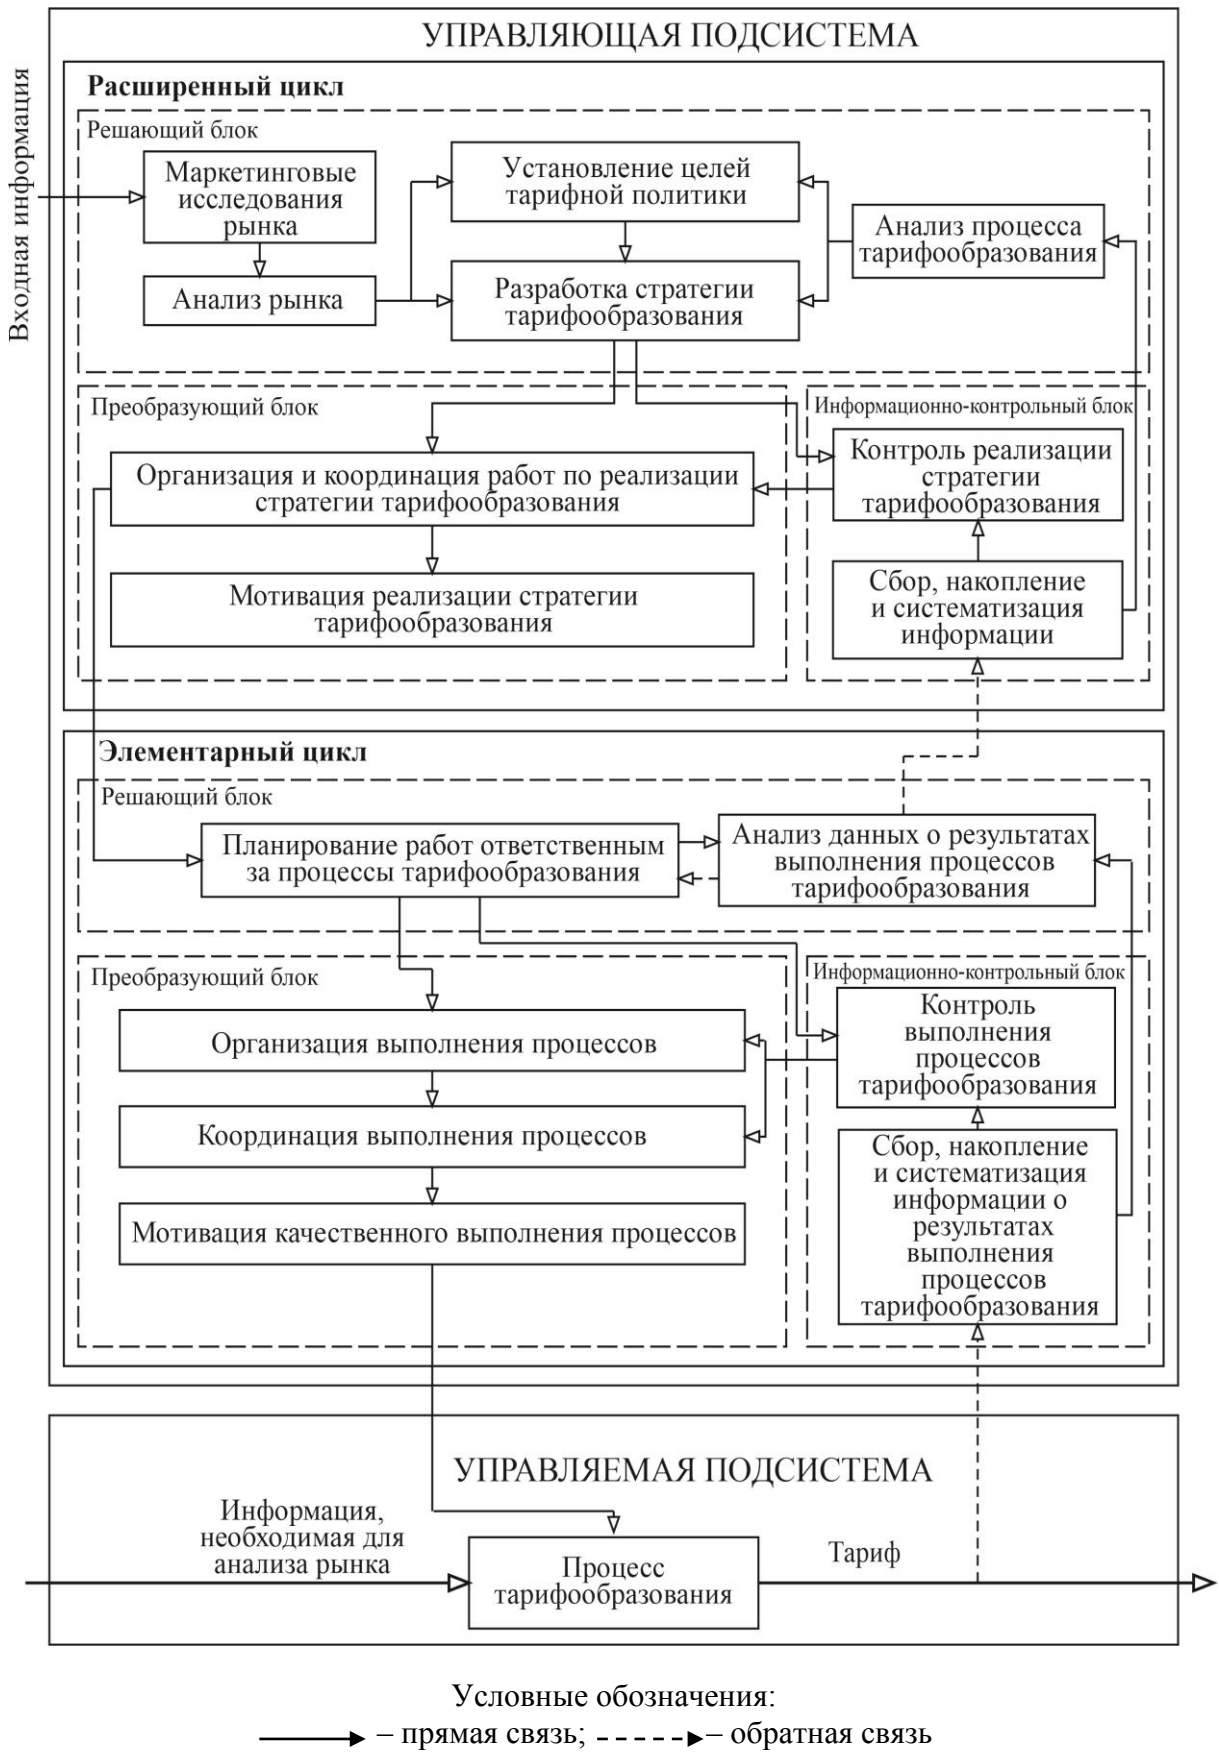 УПРАВЛЯЮЩАЯ ПОДСИСТЕМА
Входная информация
Расширенный цикл
Решающий блок
Маркетинговые
исследования
рынка
Анализ рынка
Установление целей
тарифной политики
Разработка стратегии
тарифообразования
Анализ процесса
тарифообразования
Преобразующий блок
Организация и координация работ по реализации
стратегии тарифообразования
Мотивация реализации стратегии
тарифообразования
Информационно-контрольный блок
Контроль реализации
стратегии
тарифообразования
Сбор, накопление
и систематизация
информации
Элементарный цикл
Решающий блок
Планирование работ ответственным
за процессы тарифообразования
Анализ данных о результатах
выполнения процессов
тарифообразования
Преобразующий блок
Организация выполнения процессов
Координация выполнения процессов
Мотивация качественного выполнения процессов
Информационно-контрольный блок
Контроль
выполнения
процессов
тарифообразования
Сбор, накопление
и систематизация
информации о
результатах
выполнения
процессов
тарифообразования
УПРАВЛЯЕМАЯ ПОДСИСТЕМА
Информация,
необходимая для
анализа рынка
Процесс
тарифообразования
Тариф
Условные обозначения:
– прямая связь; – обратная связь